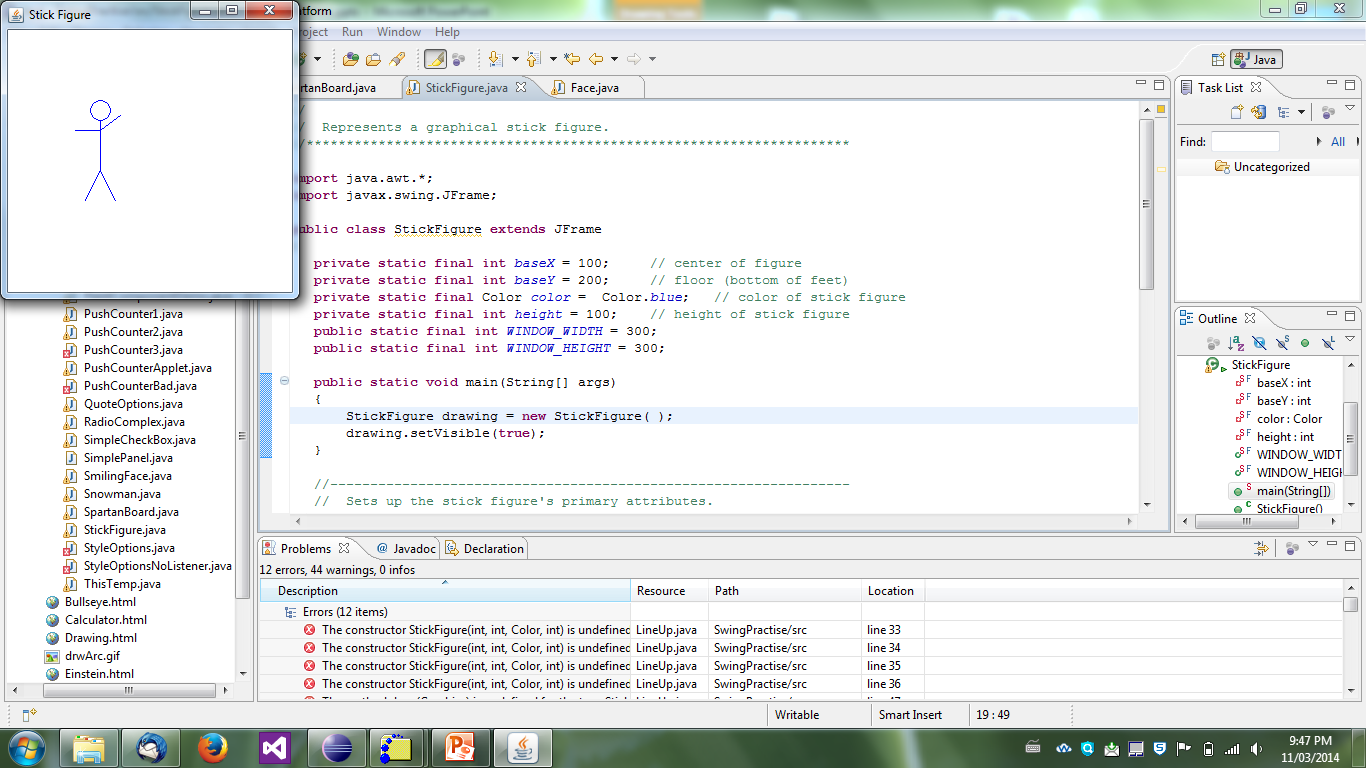 Stick Figure
atform
oject Run Window Help
Java
rtanBoard.java StickFigure.java Face.java
/
/ Represents a graphical stick figure.
/********************************************************************
mport java.awt.*;
mport javax.swing.JFrame;
ublic class StickFigure extends JFrame
private static final int baseX = 100; // center of figure
private static final int baseY = 200; // floor (bottom of feet)
private static final Color color = Color.blue; // color of stick figure
private static final int height = 100; // height of stick figure
public static final int WINDOW_WIDTH = 300;
public static final int WINDOW_HEIGHT = 300;
public static void main(String[] args)
{
StickFigure drawing = new StickFigure( );
drawing.setVisible(true);
}
//-----------------------------------------------------------------
// Sets up the stick figure's primary attributes.
Task List
Find: All
Uncategorized
Outline
StickFigure
baseX : int
baseY : int
color : Color
height : int
WINDOW_WIDT
WINDOW_HEIGH
main(String[])
StickFigure()
PushCounter1.java
PushCounter2.java
PushCounter3.java
PushCounterApplet.java
PushCounterBad.java
QuoteOptions.java
RadioComplex.java
SimpleCheckBox.java
SimplePanel.java
SmilingFace.java
Snowman.java
SpartanBoard.java
StickFigure.java
StyleOptions.java
StyleOptionsNoListener.java
ThisTemp.java
Bullseye.html
Calculator.html
Drawing.html
drwArc.gif
Einstein.html
Problems Javadoc Declaration
12 errors, 44 warnings, 0 infos
Description Resource Path Location
Errors (12 items)
The constructor StickFigure(int, int, Color, int) is undefined LineUp.java SwingPractise/src line 33
The constructor StickFigure(int, int, Color, int) is undefined LineUp.java SwingPractise/src line 34
The constructor StickFigure(int, int, Color, int) is undefined LineUp.java SwingPractise/src line 35
The constructor StickFigure(int, int, Color, int) is undefined LineUp.java SwingPractise/src line 36
Writable Smart Insert 19 : 49
9:47 PM
11/03/2014